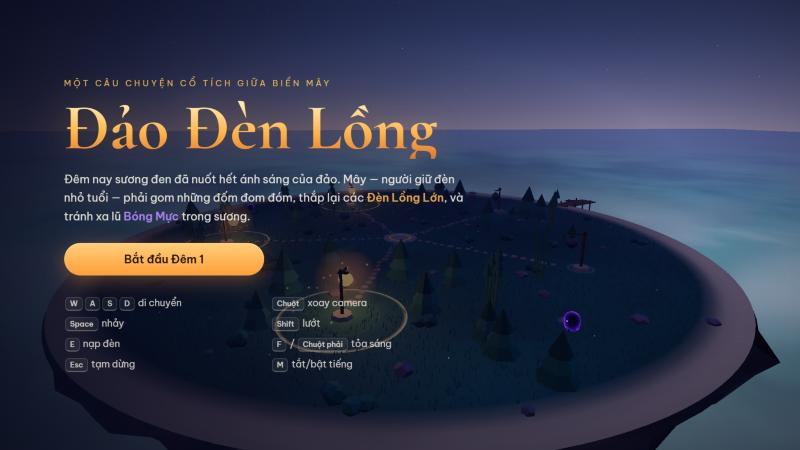 MỘT CÂU CHUYỆN CỔ TÍCH GIỮA BIỂN MÂY
Đảo Đèn Lồng
Đêm nay sương đen đã nuốt hết ánh sáng của đảo. Mây — người giữ đèn
nhỏ tuổi — phải gom những đốm đom đóm, thắp lại các Đèn Lồng Lớn, và
tránh xa lũ Bóng Mực trong sương.
Bắt đầu Đêm 1
W A S D di chuyển
Chuột xoay camera
Space nhảy
Shift lướt
E nạp đèn
F / Chuột phải tỏa sáng
Esc tạm dừng
M tắt/bật tiếng